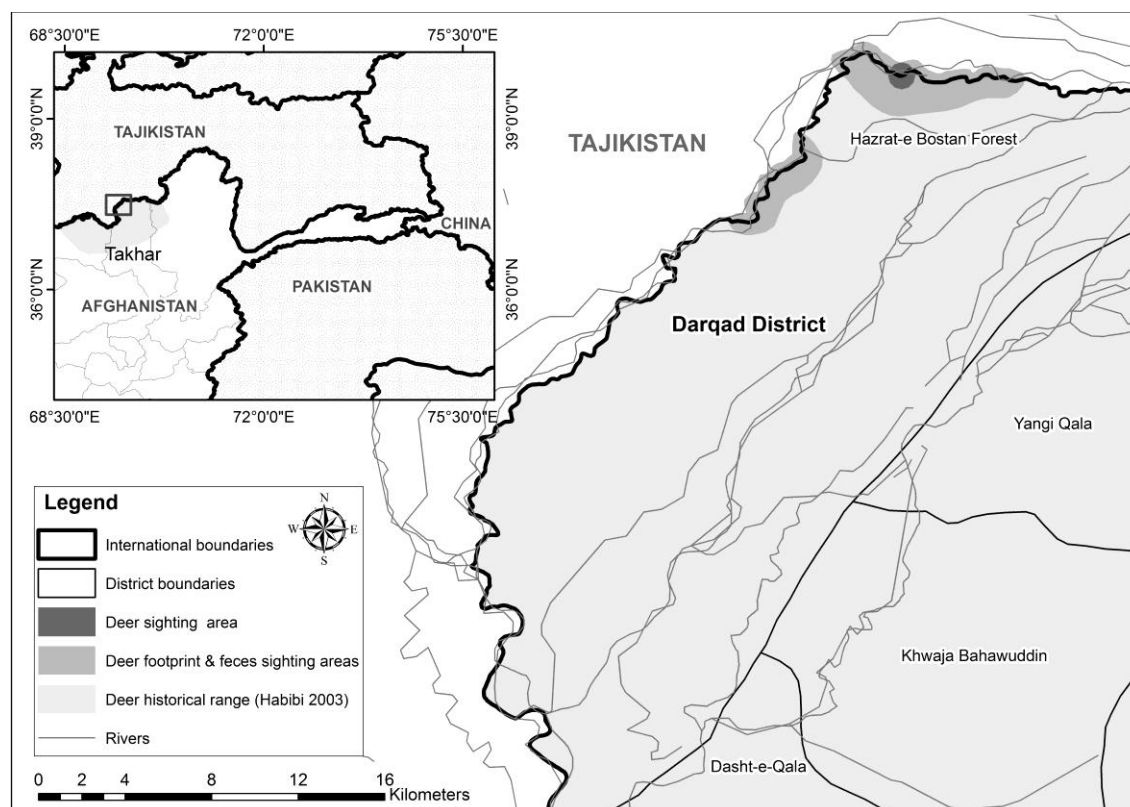 68°30'0"E 72°0'0"E 75°30'0"E
39°0'0"N
39°0'0"N
TAJIKISTAN
CHINA
Takhar
36°0'0"N
AFGHANISTAN
PAKISTAN
36°0'0"N
68°30'0"E 72°0'0"E 75°30'0"E
TAJIKISTAN
Hazrat-e Bostan Forest
Darqad District
Yangi Qala
Khwaja Bahawuddin
Dasht-e-Qala
Legend
N
W E
S
International boundaries
District boundaries
Deer sighting area
Deer footprint & feces sighting areas
Deer historical range (Habibi 2003)
Rivers
0 2 4 8 12 16
Kilometers